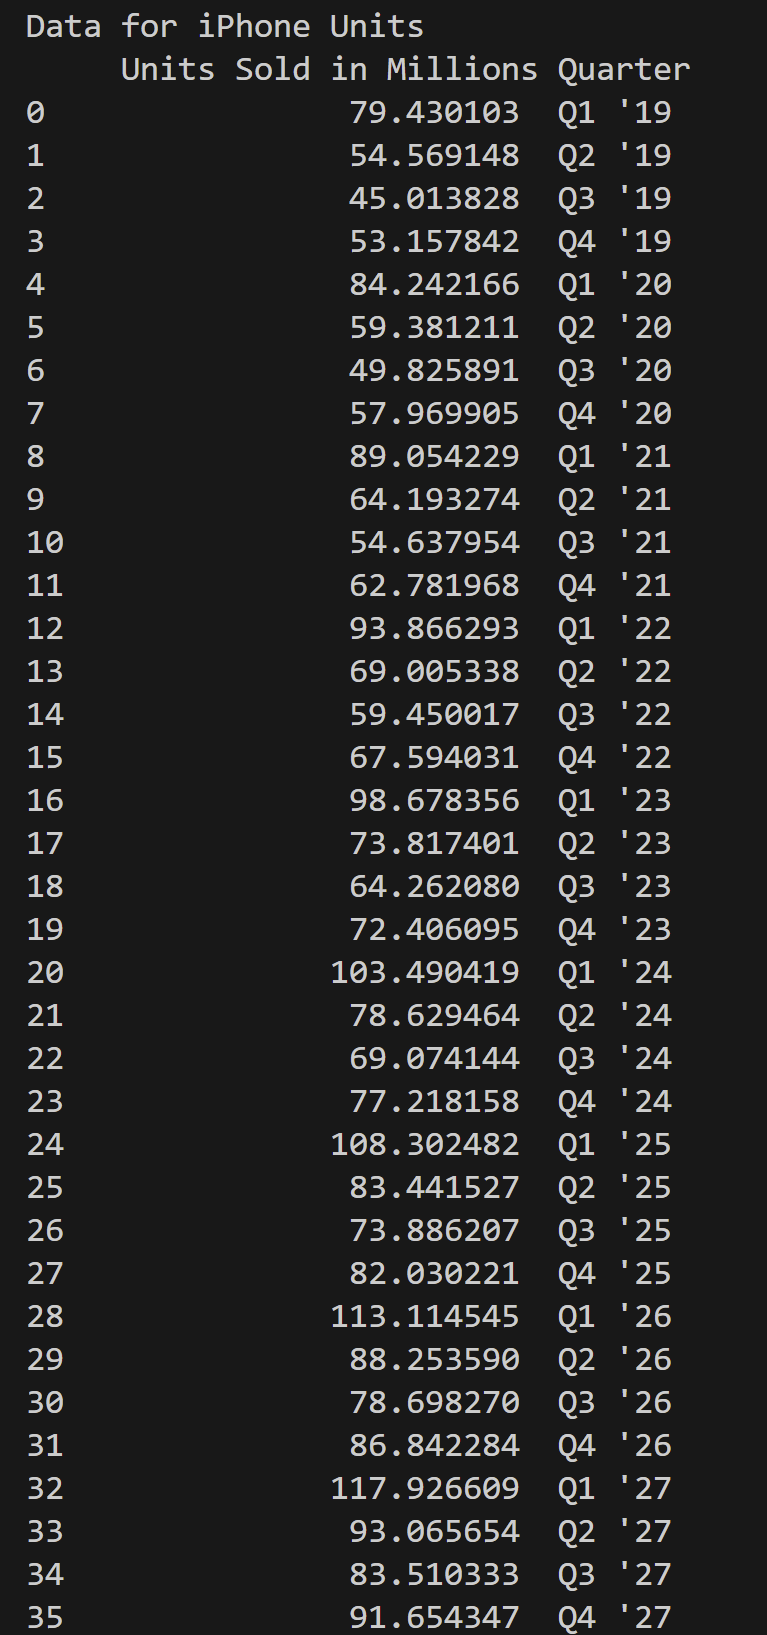 Data for iPhone Units
Units Sold in Millions Quarter
0 79.430103 Q1 '19
1 54.569148 Q2 '19
2 45.013828 Q3 '19
3 53.157842 Q4 '19
4 84.242166 Q1 '20
5 59.381211 Q2 '20
6 49.825891 Q3 '20
7 57.969905 Q4 '20
8 89.054229 Q1 '21
9 64.193274 Q2 '21
10 54.637954 Q3 '21
11 62.781968 Q4 '21
12 93.866293 Q1 '22
13 69.005338 Q2 '22
14 59.450017 Q3 '22
15 67.594031 Q4 '22
16 98.678356 Q1 '23
17 73.817401 Q2 '23
18 64.262080 Q3 '23
19 72.406095 Q4 '23
20 103.490419 Q1 '24
21 78.629464 Q2 '24
22 69.074144 Q3 '24
23 77.218158 Q4 '24
24 108.302482 Q1 '25
25 83.441527 Q2 '25
26 73.886207 Q3 '25
27 82.030221 Q4 '25
28 113.114545 Q1 '26
29 88.253590 Q2 '26
30 78.698270 Q3 '26
31 86.842284 Q4 '26
32 117.926609 Q1 '27
33 93.065654 Q2 '27
34 83.510333 Q3 '27
35 91.654347 Q4 '27